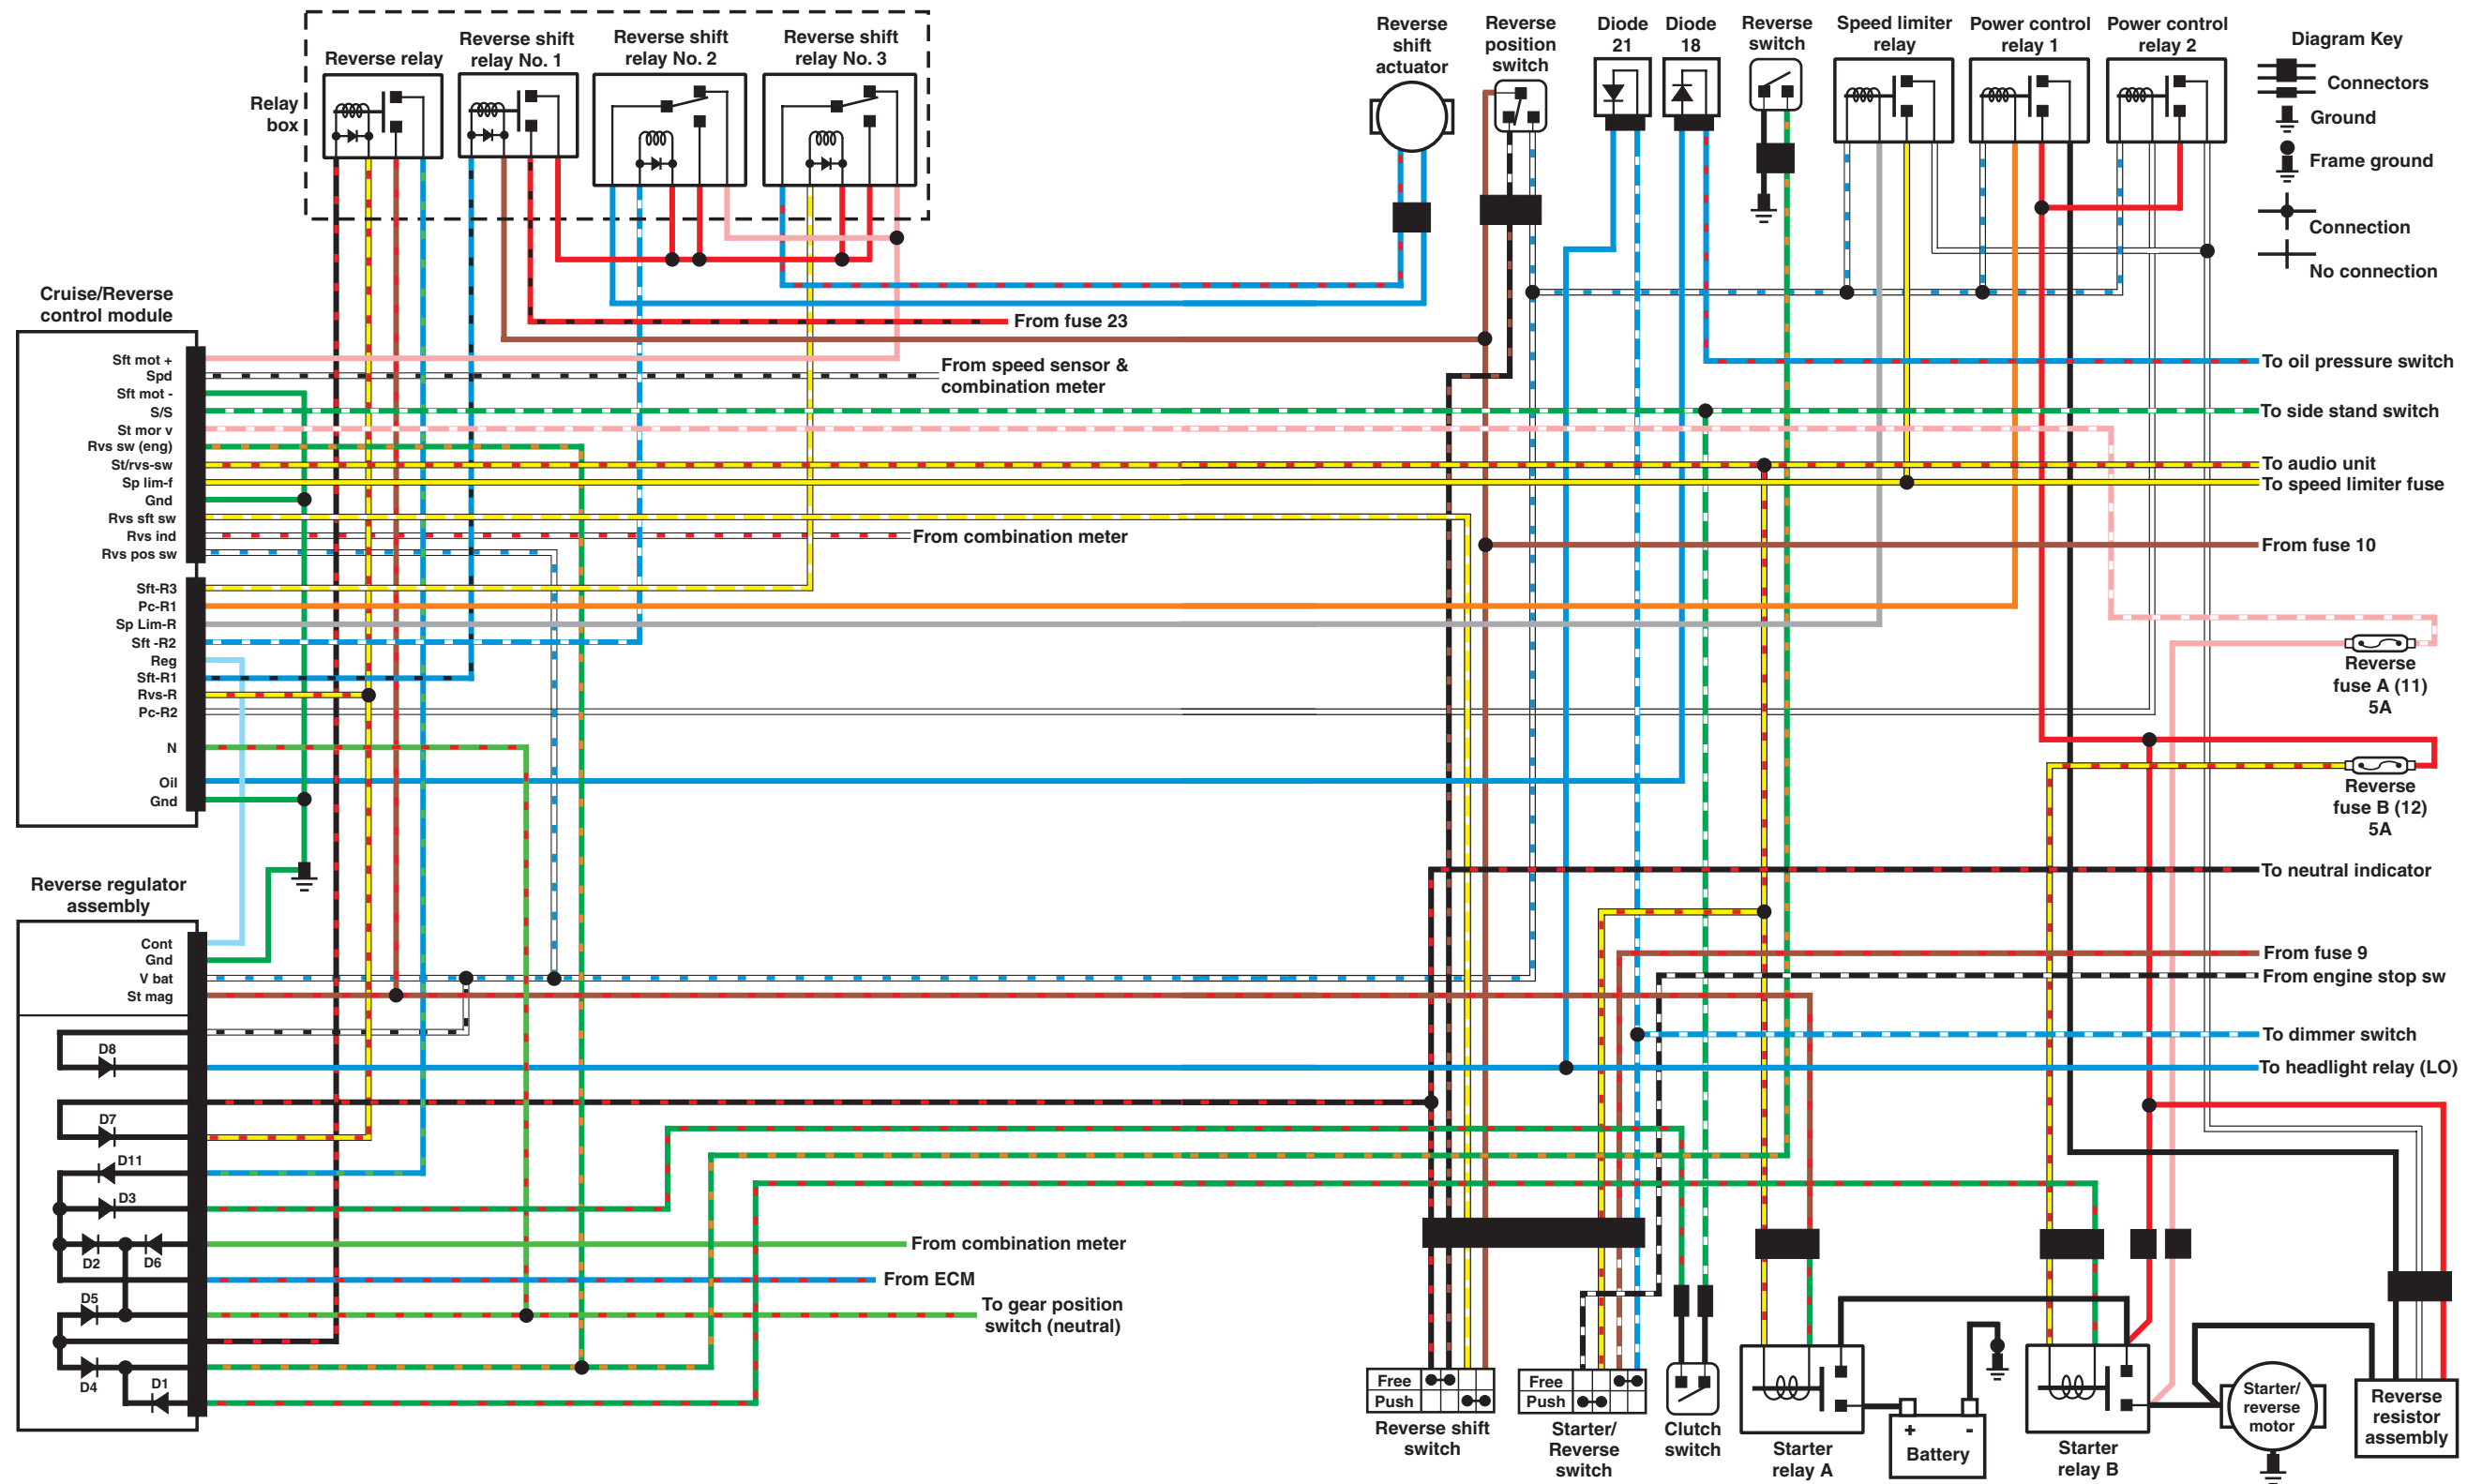 Reverse relay
Reverse shift
relay No. 1
Reverse shift
relay No. 2
Reverse shift
relay No. 3
Relay
box
Reverse
shift
actuator
Reverse
position
switch
Diode
21
Diode
18
Reverse
switch
Speed limiter
relay
Power control
relay 1
Power control
relay 2
Diagram Key
Connectors
Ground
Frame ground
Connection
No connection
Cruise/Reverse
control module
Sft mot +
Spd
Sft mot -
S/S
St mor v
Rvs sw (eng)
St/rvs-sw
Sp lim-f
Gnd
Rvs sft sw
Rvs ind
Rvs pos sw
Sft-R3
Pc-R1
Sp Lim-R
Sft -R2
Reg
Sft-R1
Rvs-R
Pc-R2
N
Oil
Gnd
From fuse 23
From speed sensor &
combination meter
From combination meter
To oil pressure switch
To side stand switch
To audio unit
To speed limiter fuse
From fuse 10
Reverse
fuse A (11)
5A
Reverse
fuse B (12)
5A
To neutral indicator
From fuse 9
From engine stop sw
To dimmer switch
To headlight relay (LO)
Reverse regulator
assembly
Cont
Gnd
V bat
St mag
D8
D7
D11
D3
D2
D6
D5
D4
D1
From combination meter
From ECM
To gear position
switch (neutral)
Free
Push
Reverse shift
switch
Free
Push
Starter/
Reverse
switch
Clutch
switch
Starter
relay A
+
-
Battery
Starter
relay B
Starter/
reverse
motor
Reverse
resistor
assembly